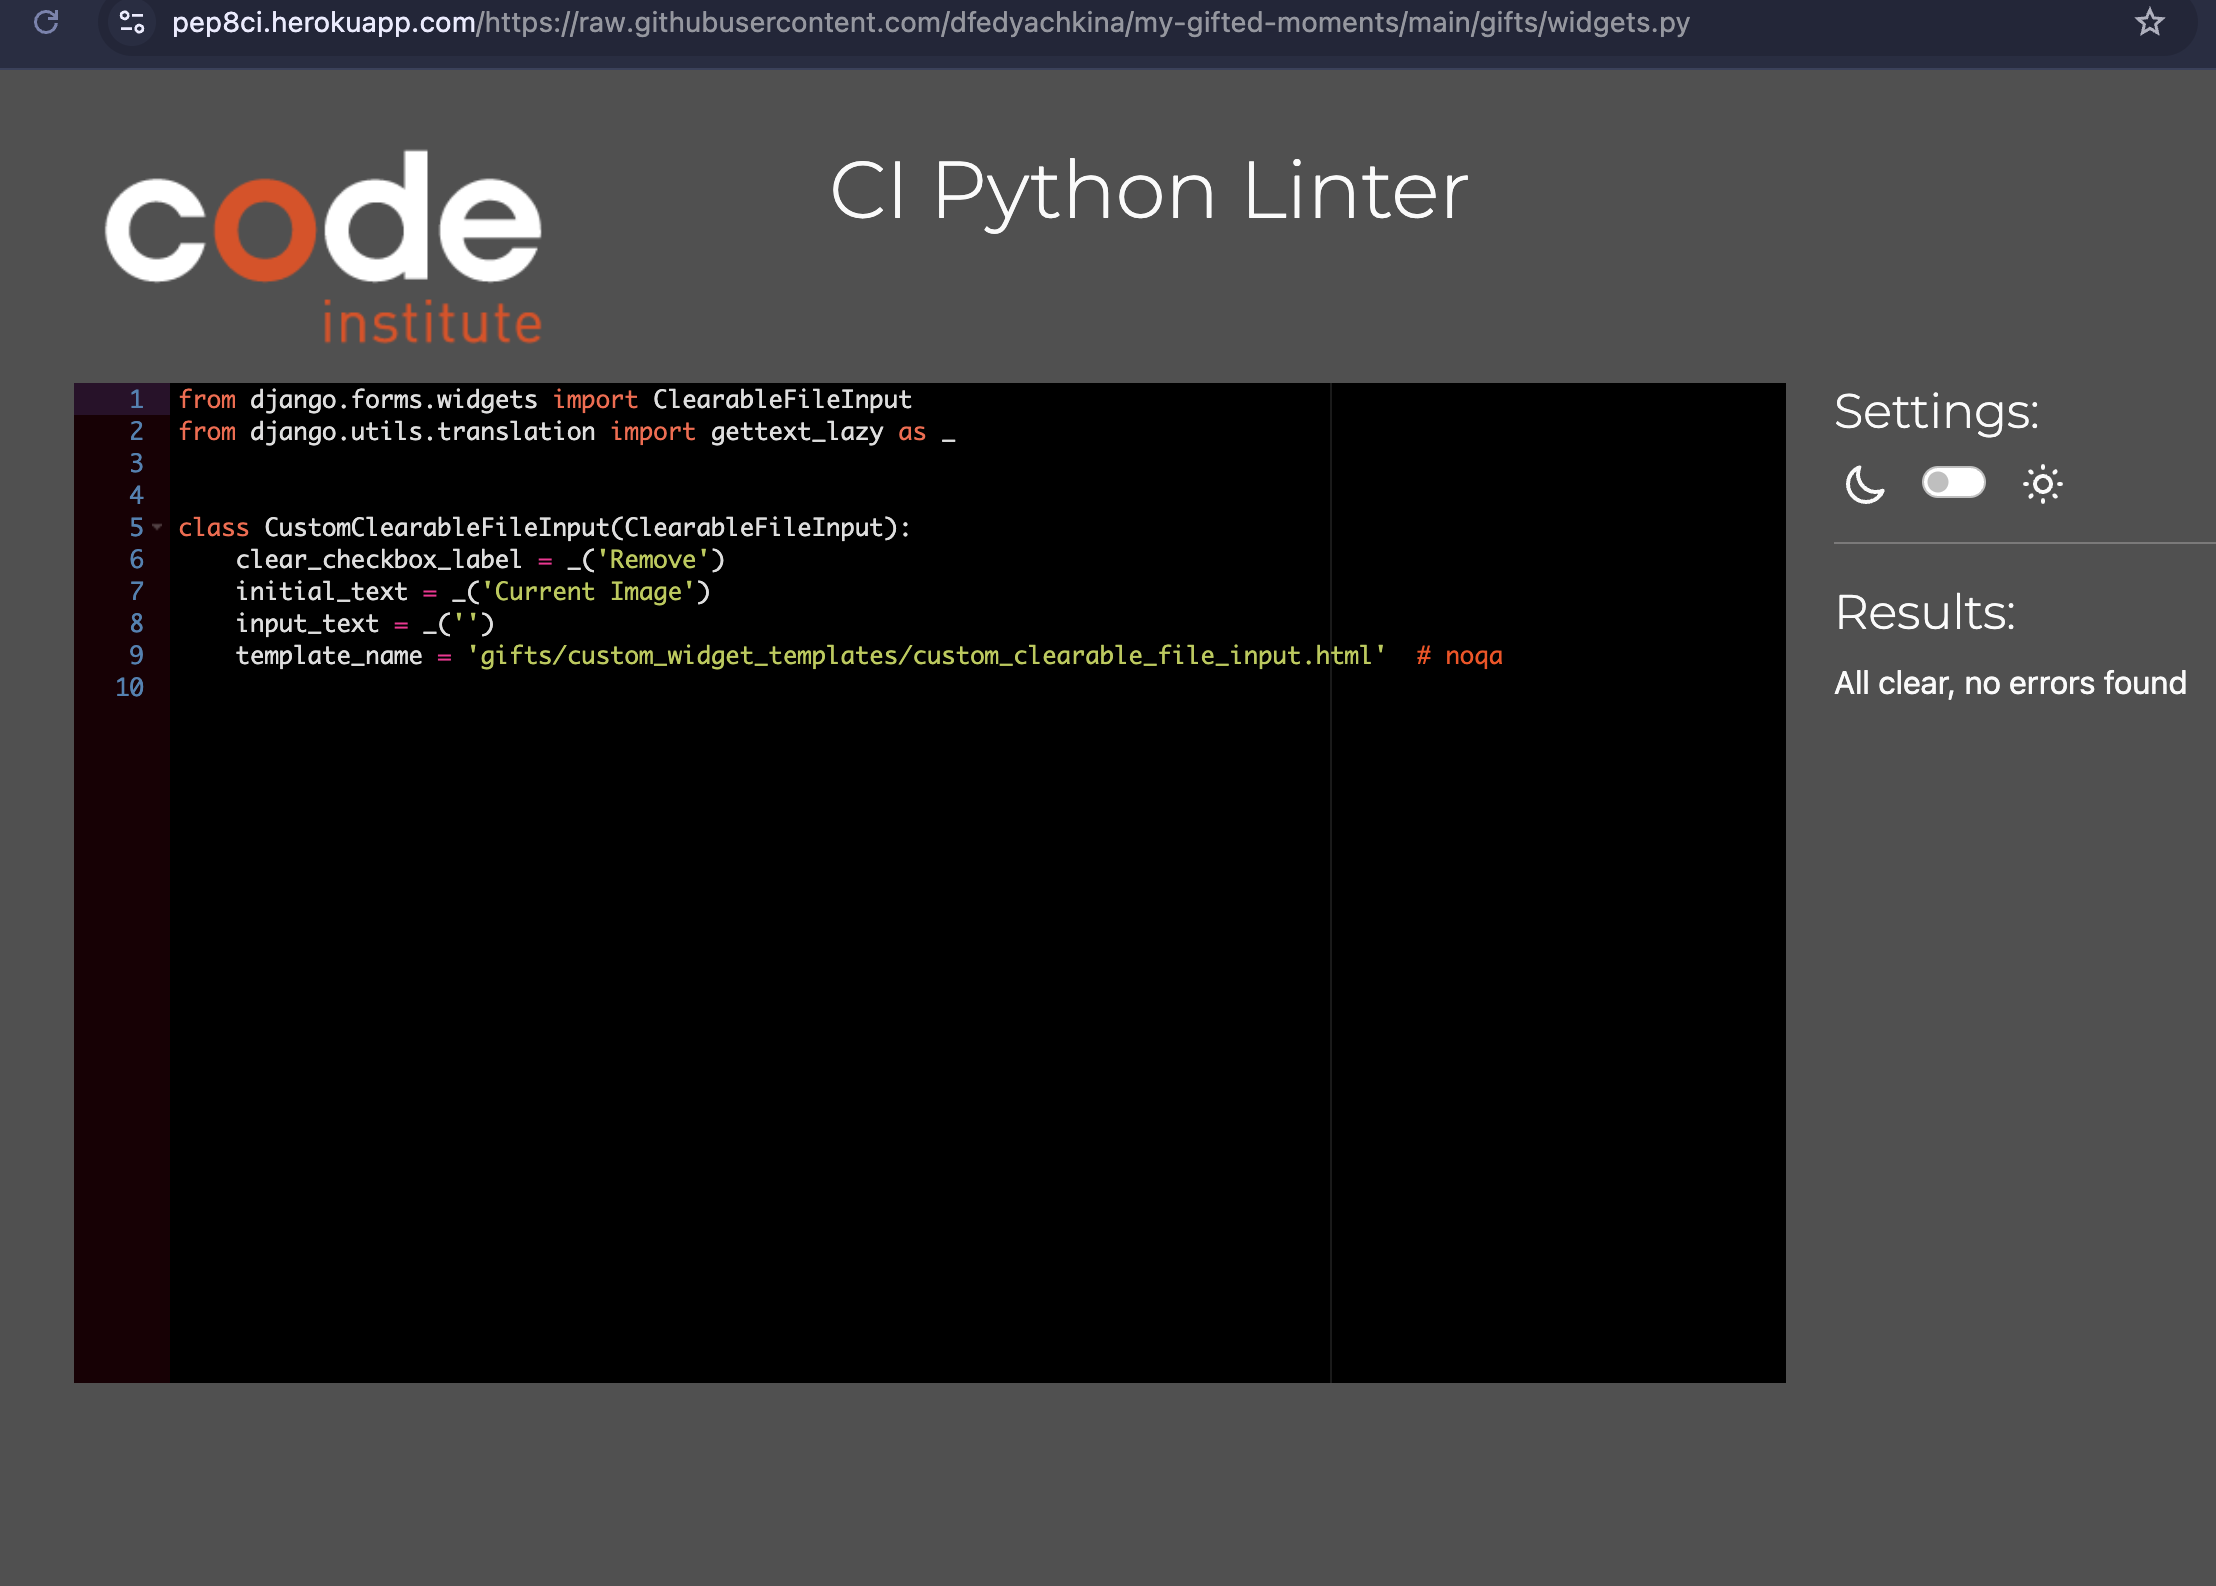 pep8ci.herokuapp.com/https://raw.githubusercontent.com/dfedyachkina/my-gifted-moments/main/gifts/widgets.py
code
institute
CI Python Linter
1 from django.forms.widgets import ClearableFileInput
2 from django.utils.translation import gettext_lazy as _
3
4
5 class CustomClearableFileInput(ClearableFileInput):
6     clear_checkbox_label = _('Remove')
7     initial_text = _('Current Image')
8     input_text = _('')
9     template_name = 'gifts/custom_widget_templates/custom_clearable_file_input.html'  # noqa
10
Settings:
Results:
All clear, no errors found